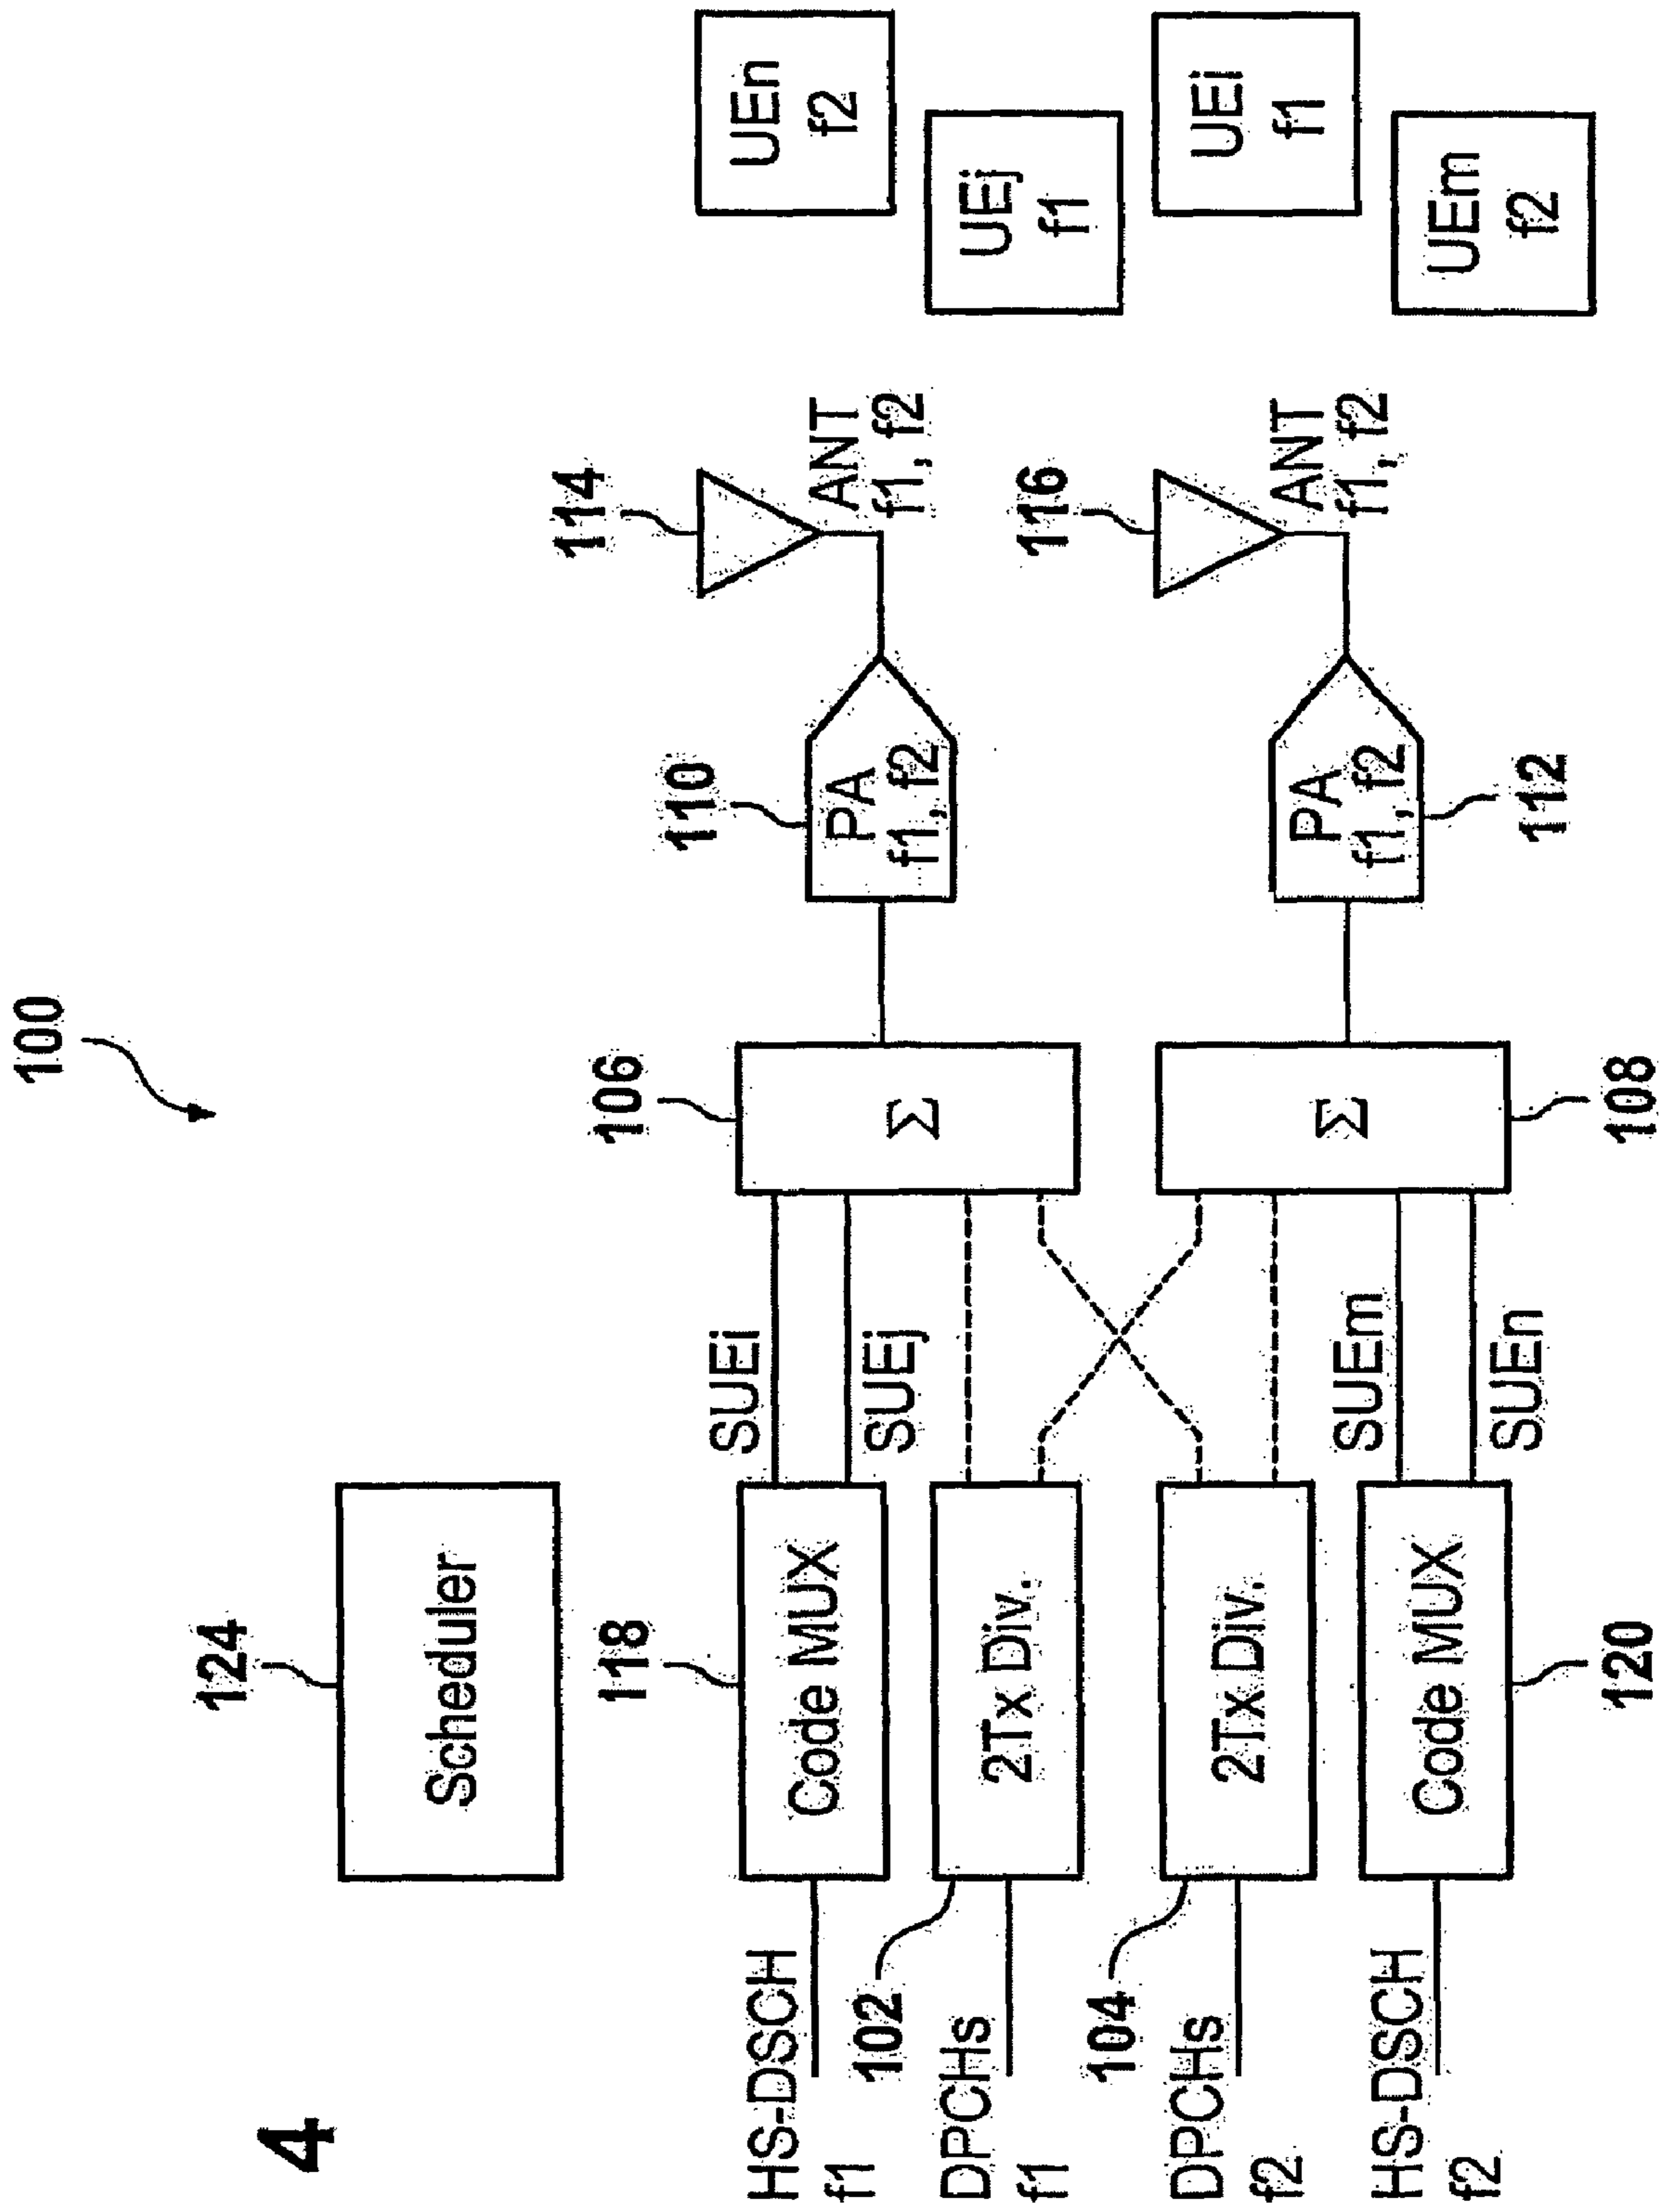 4
100
124
Scheduler
118
Code MUX
HS-DSCH
f1
SUEi
SUEj
106
Σ
110
PA
f1, f2
114
ANT
f1, f2
UEn
f2
102
2Tx Div.
DPCHs
f1
UEj
f1
104
2Tx Div.
DPCHs
f2
116
ANT
f1, f2
UEi
f1
120
Code MUX
HS-DSCH
f2
SUEm
SUEn
108
Σ
112
PA
f1, f2
UEm
f2